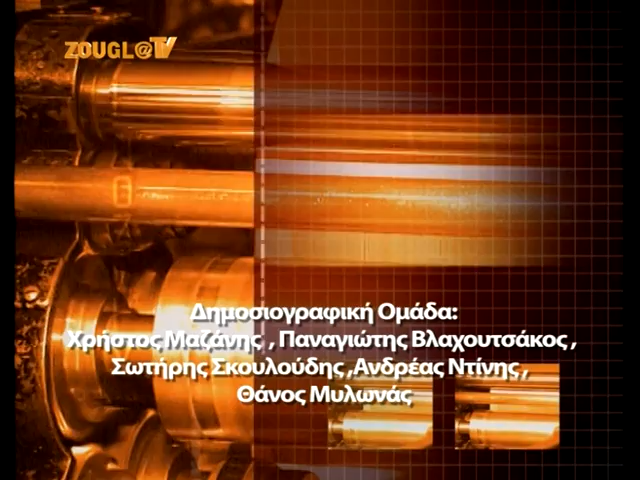 ZOUGL@TV
Δημοσιογραφική Ομάδα:
Χρήστος Μαζάνης , Παναγιώτης Βλαχουτσάκος ,
Σωτήρης Σκουλούδης ,Ανδρέας Ντίνης ,
Θάνος Μυλωνάς